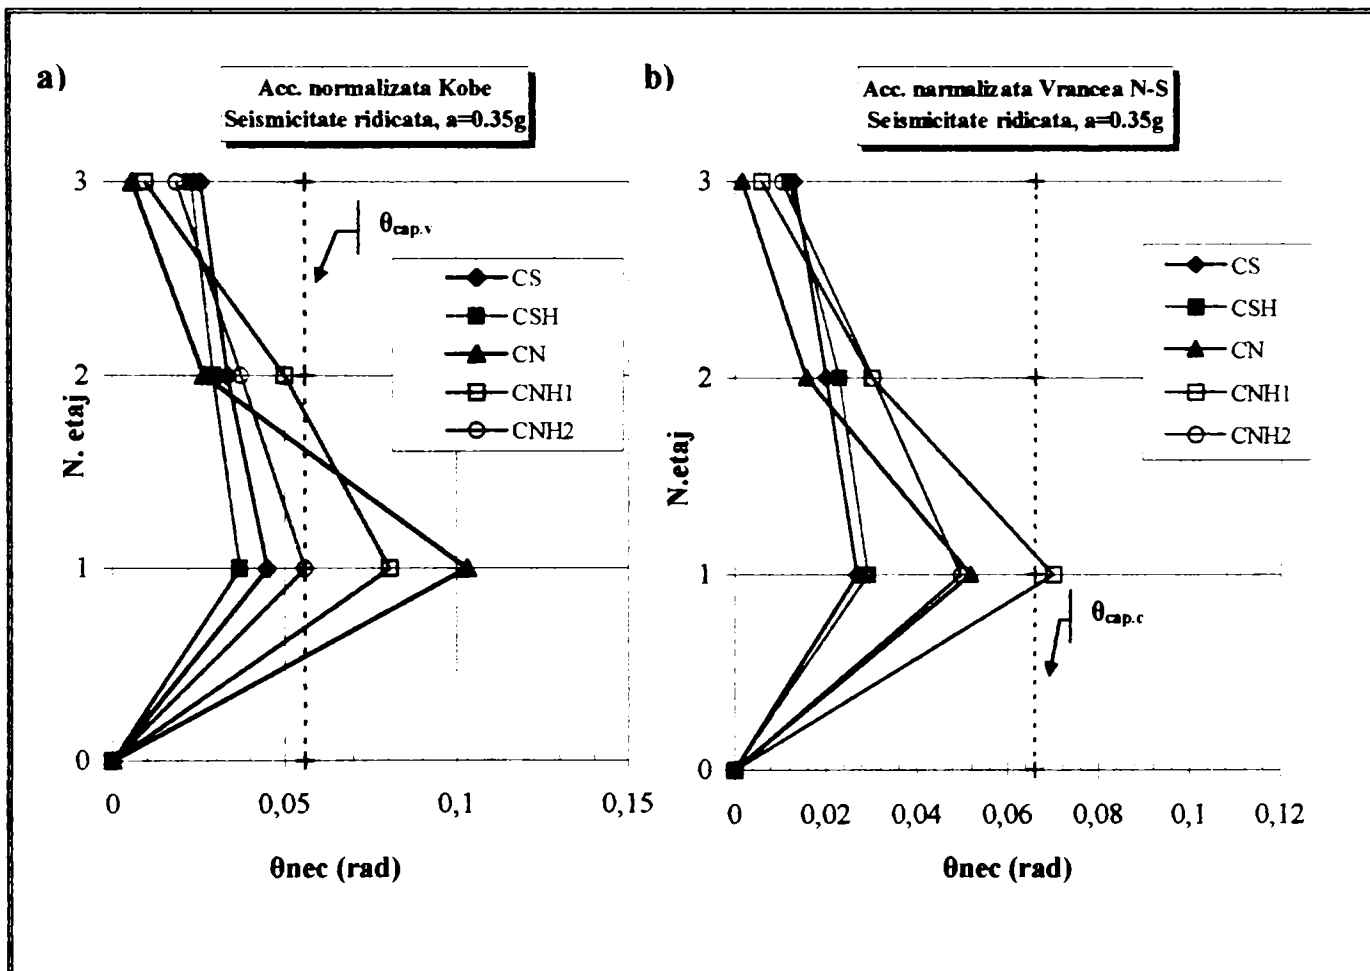 a)
Acc. normalizata Kobe
Seismicitate ridicata, a=0.35g
3
2
1
0
N. etaj
θcap.v
CS
CSH
CN
CNH1
CNH2
0
0,05
0,1
0,15
θnec (rad)
b)
Acc. narmalizata Vrancea N-S
Seismicitate ridicata, a=0.35g
3
2
1
0
N.etaj
CS
CSH
CN
CNH1
CNH2
θcap.c
0
0,02
0,04
0,06
0,08
0,1
0,12
θnec (rad)